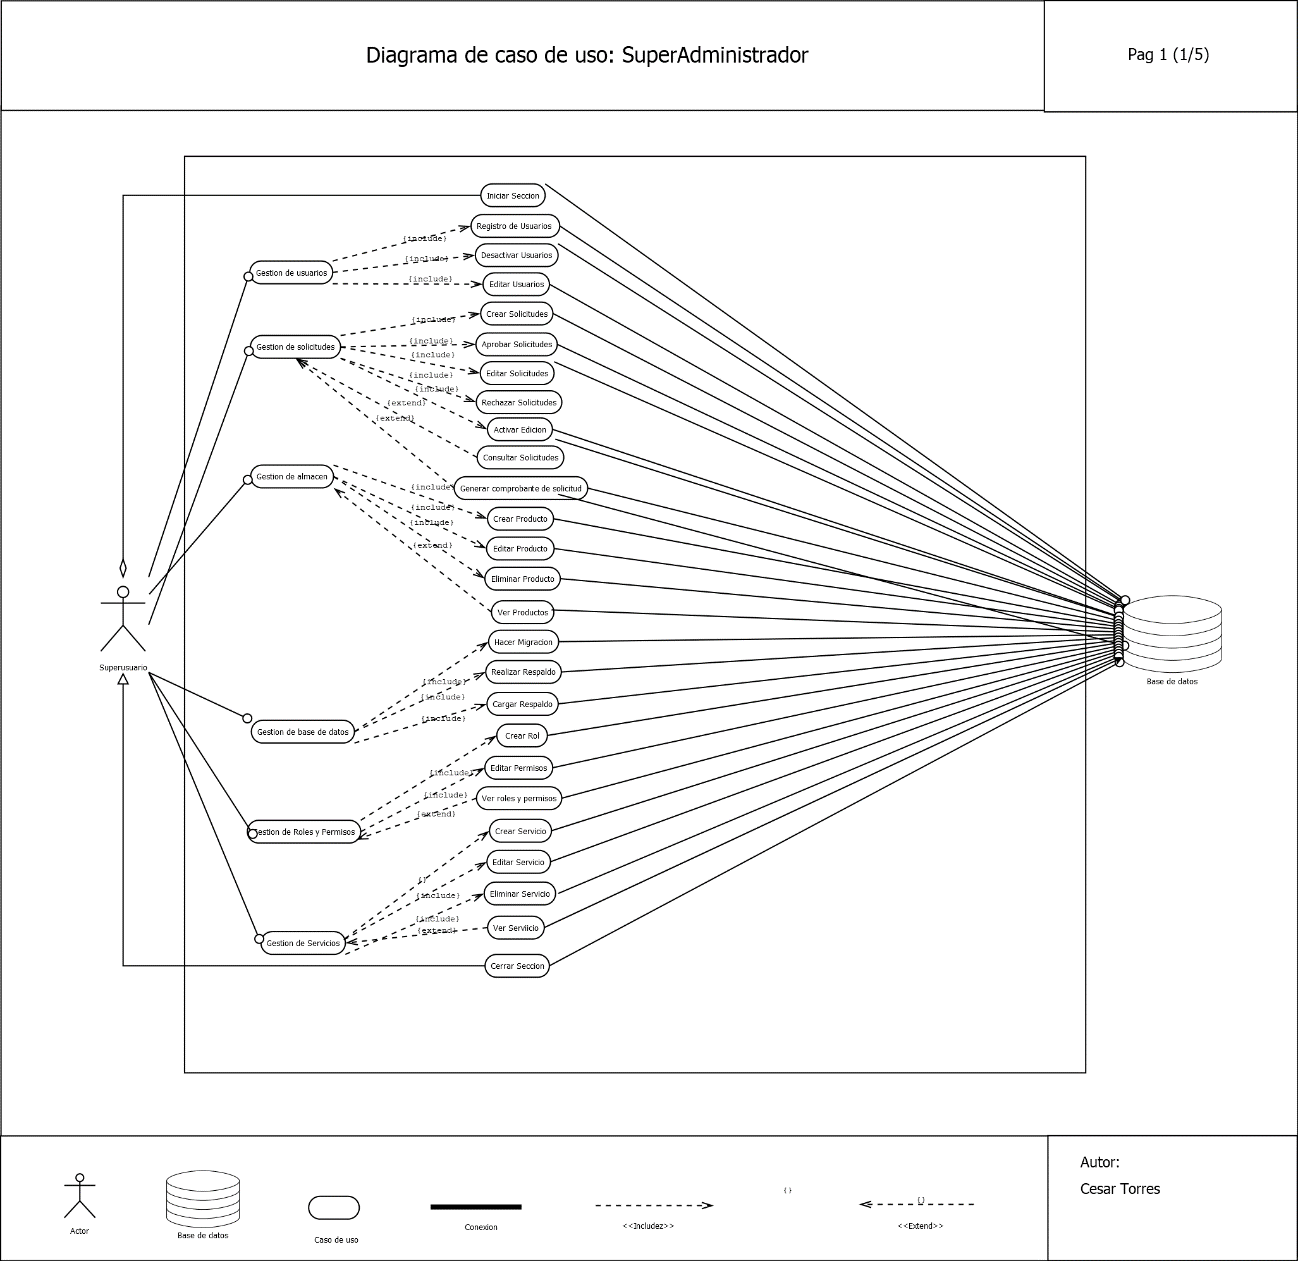 Diagrama de caso de uso: SuperAdministrador
Pag 1 (1/5)
Iniciar Seccion
Registro de Usuarios
{include}
Desactivar Usuarios
{include}
Gestion de usuarios
{include}
Editar Usuarios
Crear Solicitudes
{include}
{include}
Aprobar Solicitudes
Gestion de solicitudes
{include}
Editar Solicitudes
{include}
{include}
Rechazar Solicitudes
{extend}
{extend}
Activar Edicion
Consultar Solicitudes
Gestion de almacen
{include}
Generar comprobante de solicitud
{include}
Crear Producto
{include}
{extend}
Editar Producto
Eliminar Producto
Ver Productos
Hacer Migracion
Superusuario
Base de datos
Realizar Respaldo
{include}
{include}
Cargar Respaldo
{include}
Gestion de base de datos
Crear Rol
Editar Permisos
{include}
{include}
Ver roles y permisos
{extend}
Gestion de Roles y Permisos
Crear Servicio
Editar Servicio
{}
{include}
Eliminar Servicio
{include}
{extend}
Ver Serviicio
Gestion de Servicios
Cerrar Seccion
Actor
Base de datos
Caso de uso
Conexion
<<Includez>>
{}
{}
<<Extend>>
Autor:
Cesar Torres